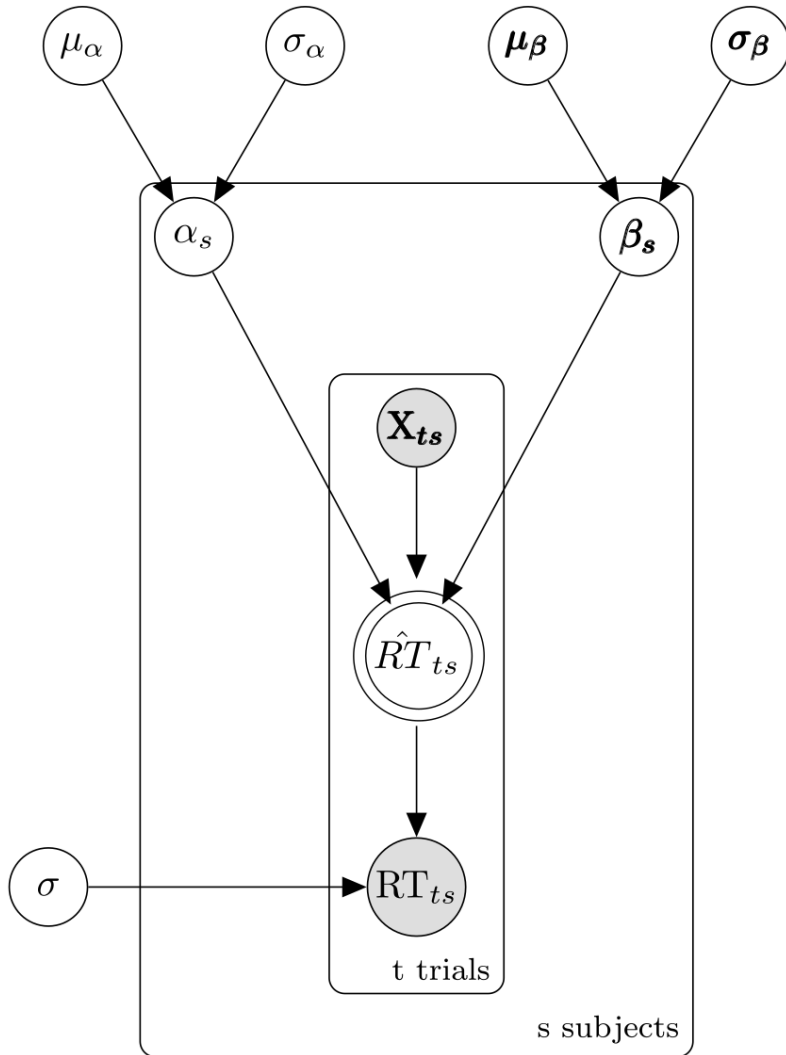 μ_α σ_α μ_β σ_β
α_s β_s
X_ts
R̂T_ts
σ RT_ts
t trials
s subjects